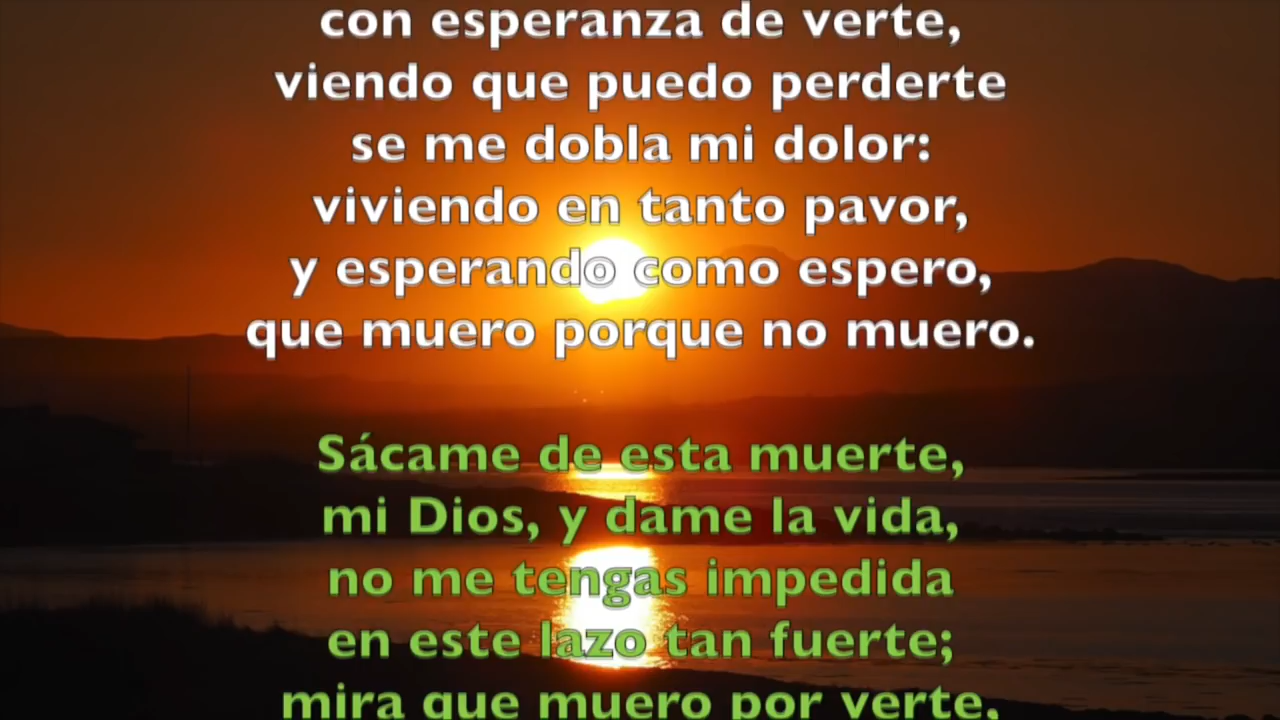 con esperanza de verte,
viendo que puedo perderte
se me dobla mi dolor:
viviendo en tanto pavor,
y esperando como espero,
que muero porque no muero.
Sácame de esta muerte,
mi Dios, y dame la vida,
no me tengas impedida
en este lazo tan fuerte;
mira que muero por verte,